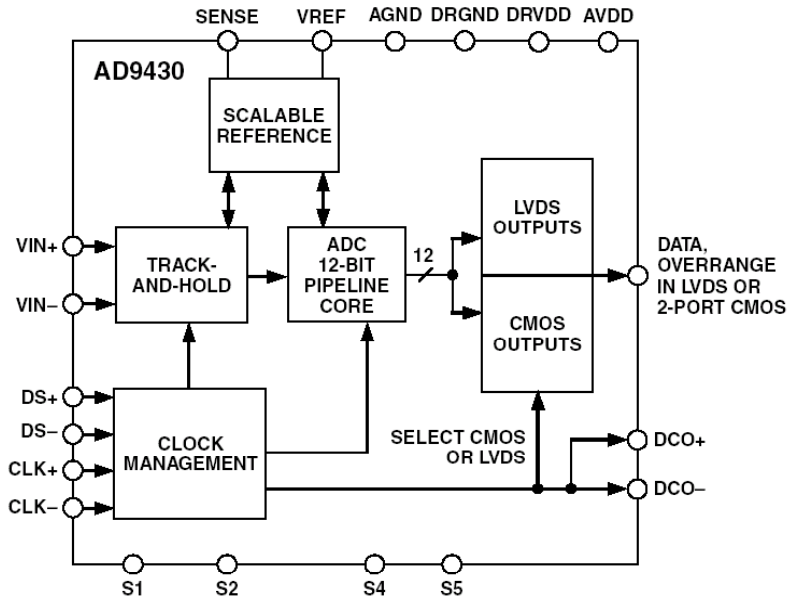 SENSE VREF AGND DRGND DRVDD AVDD
AD9430
SCALABLE
REFERENCE
VIN+
VIN–
TRACK-
AND-HOLD
ADC
12-BIT
PIPELINE
CORE
12
LVDS
OUTPUTS
CMOS
OUTPUTS
DATA,
OVERRANGE
IN LVDS OR
2-PORT CMOS
DS+
DS–
CLK+
CLK–
CLOCK
MANAGEMENT
SELECT CMOS
OR LVDS
DCO+
DCO–
S1 S2 S4 S5